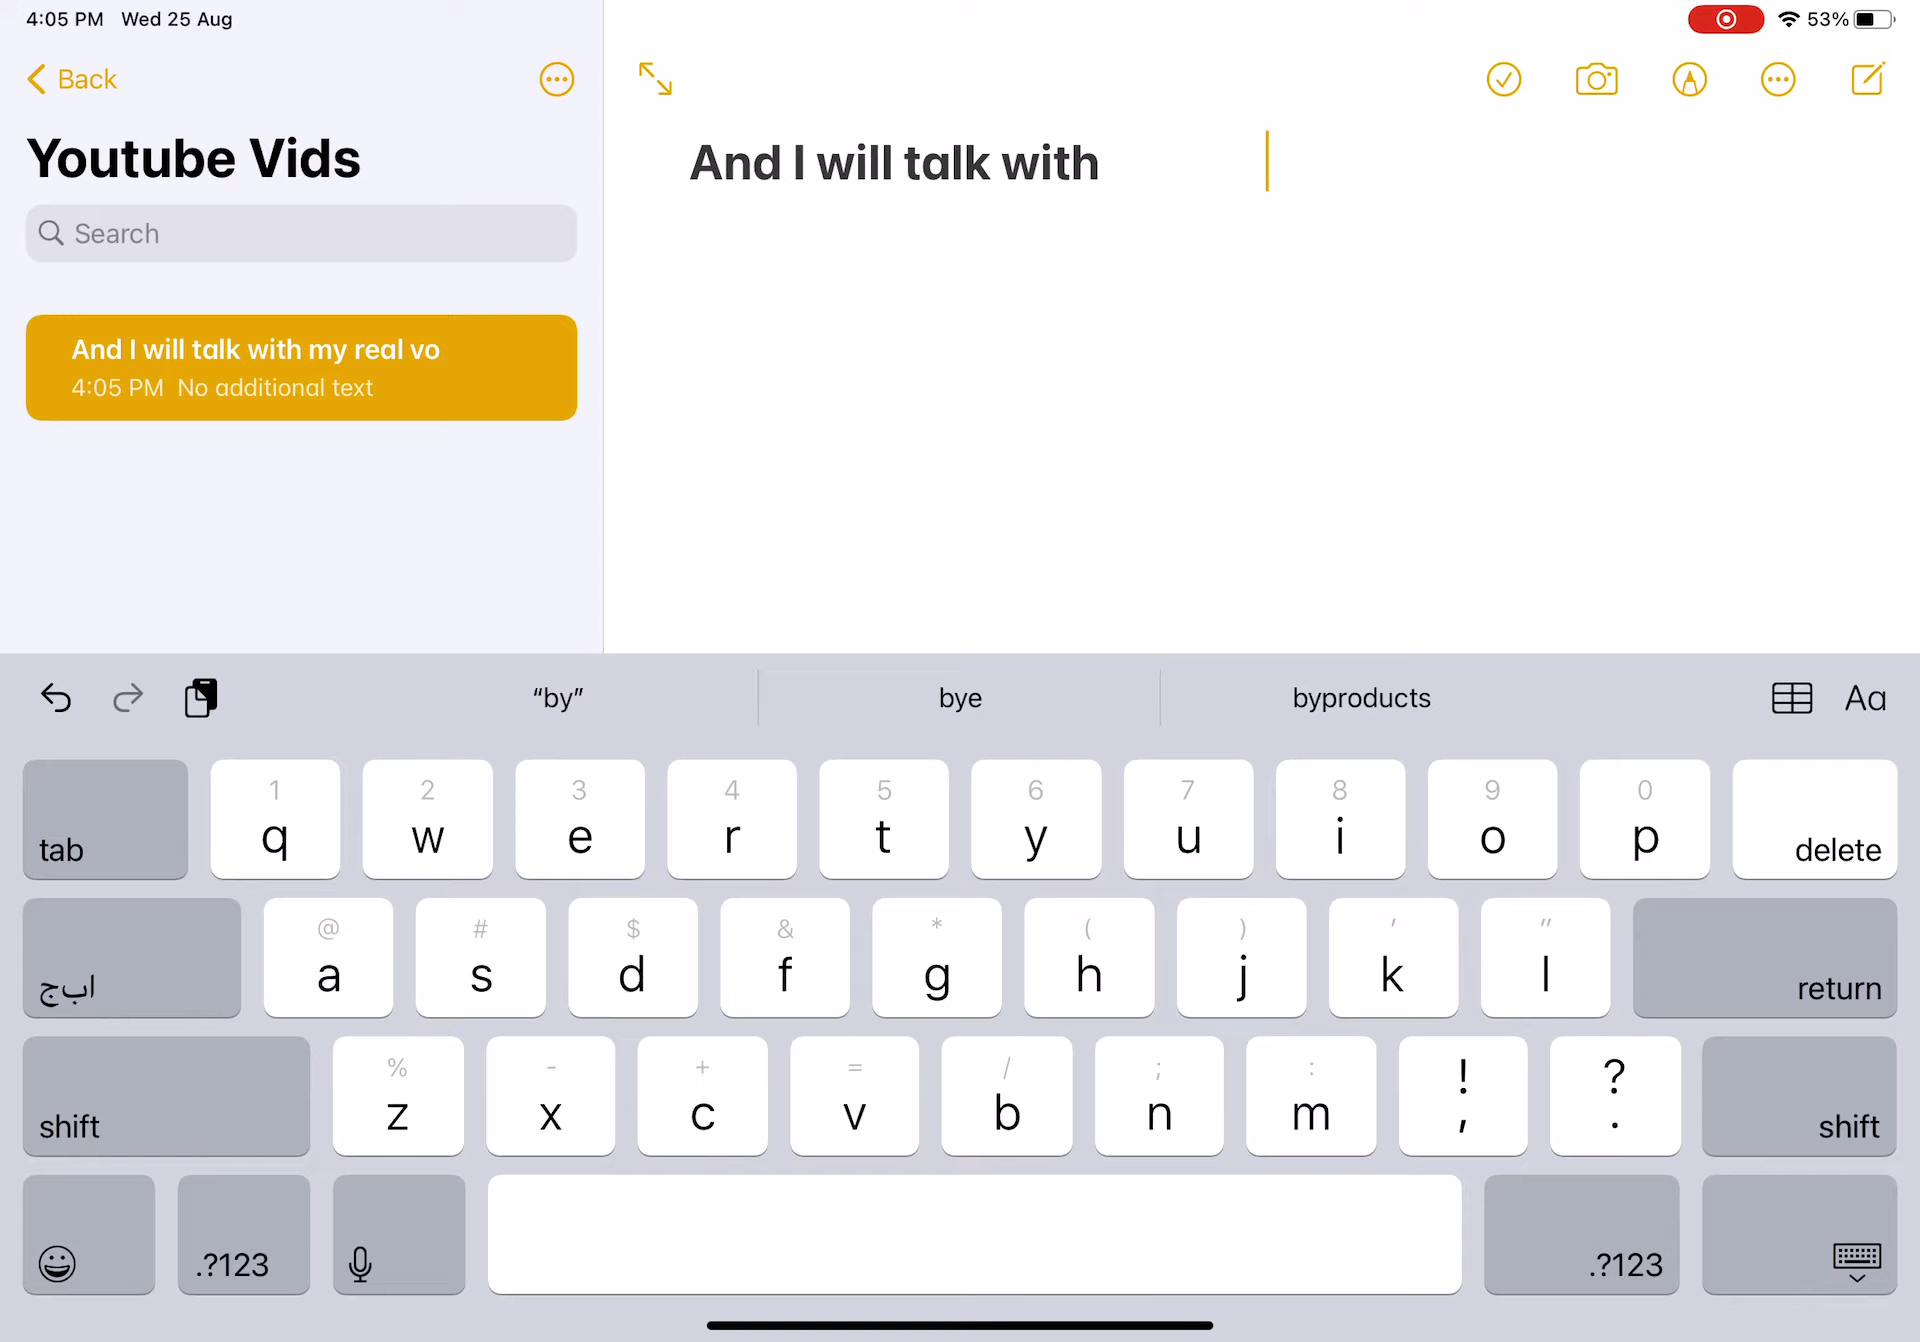 4:05 PM Wed 25 Aug
53%
Back
Youtube Vids
Search
And I will talk with my real vo
4:05 PM No additional text
And I will talk with
“by” bye byproducts Aa
1 2 3 4 5 6 7 8 9 0
tab q w e r t y u i o p delete
@ # $ & * ( ) ' "
ابج a s d f g h j k l return
% - + = / ; : ! ?
shift z x c v b n m , . shift
.?123 .?123